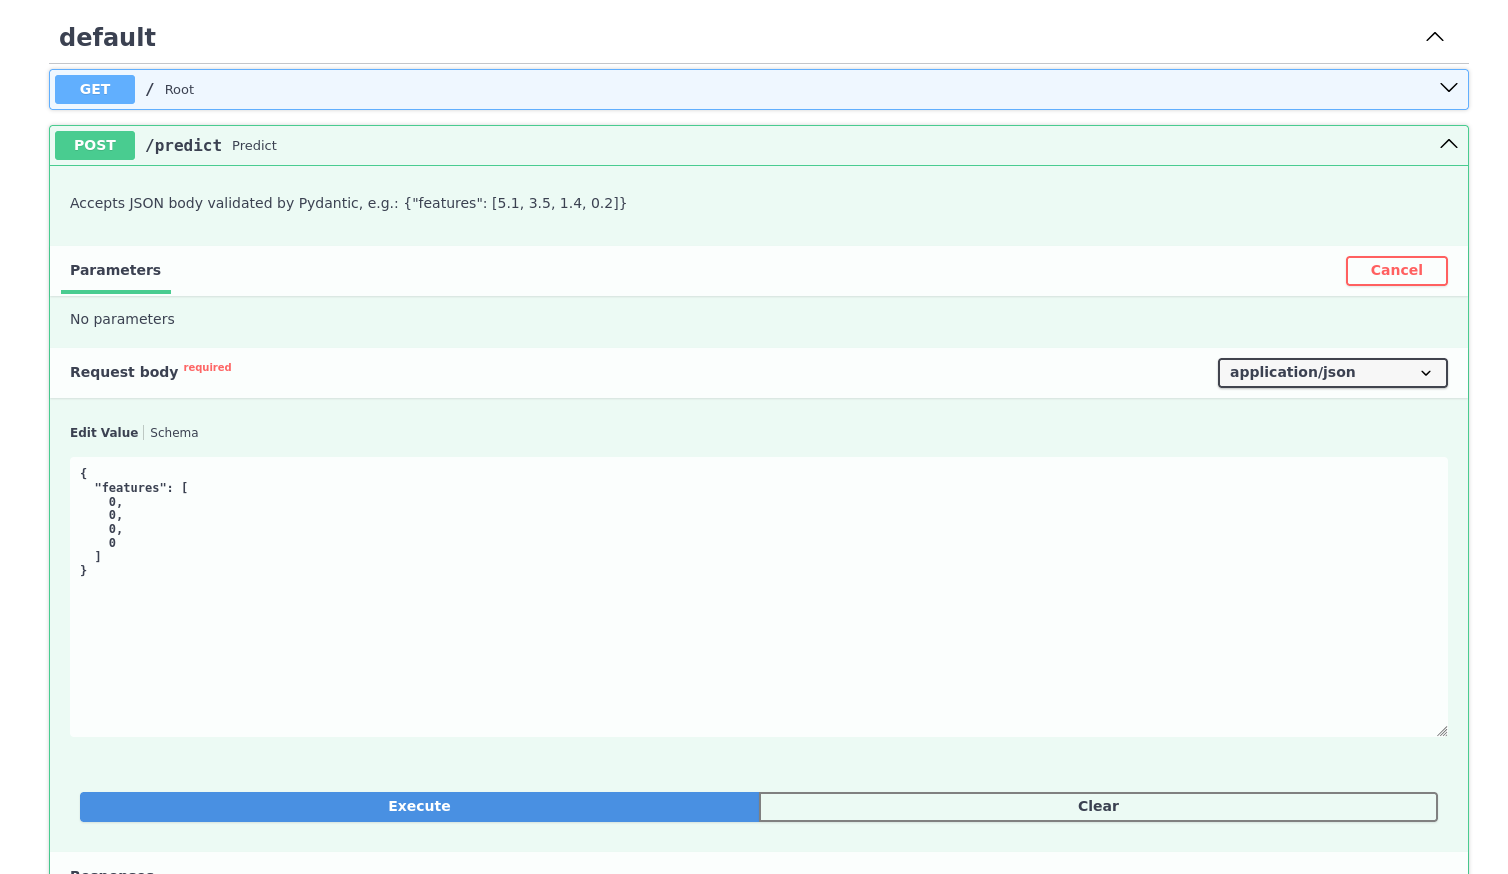 default
GET / Root
POST /predict Predict
Accepts JSON body validated by Pydantic, e.g.: {"features": [5.1, 3.5, 1.4, 0.2]}
Parameters Cancel
No parameters
Request body required application/json
Edit Value Schema
{
  "features": [
    0,
    0,
    0,
    0
  ]
}
Execute Clear
Responses